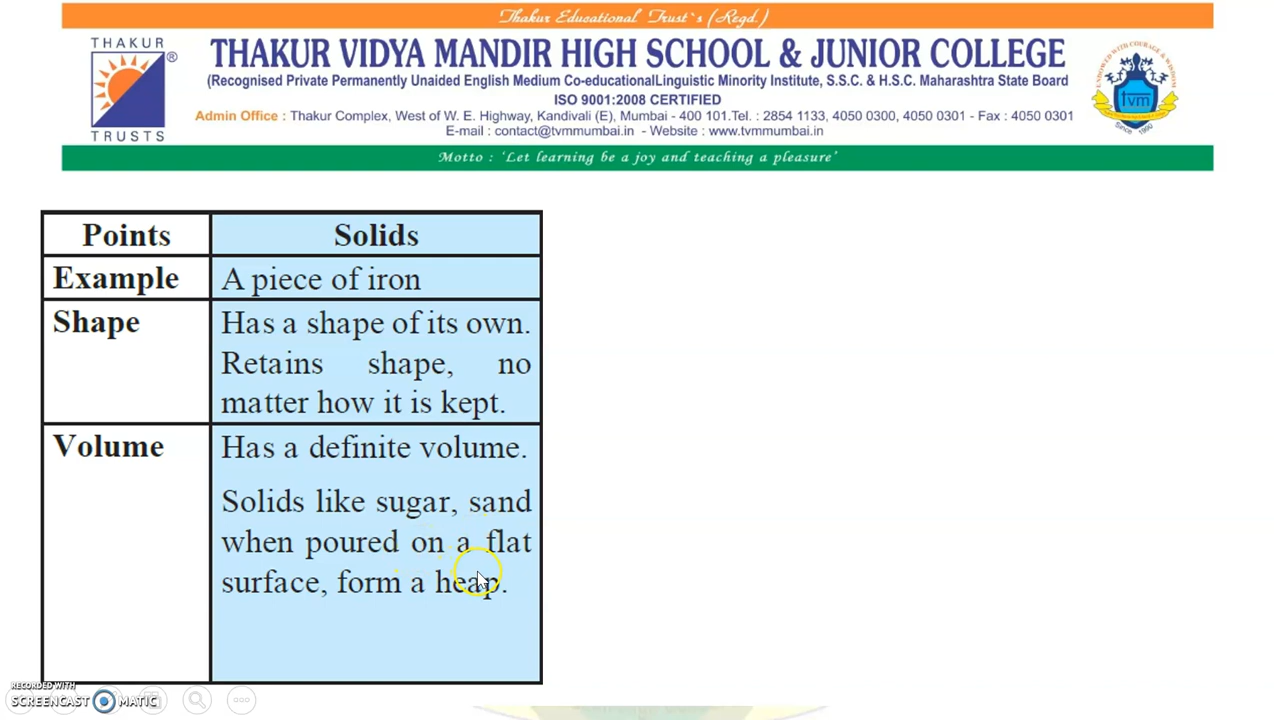 Thakur Educational Trust`s (Regd.)
THAKUR
®
TRUSTS
THAKUR VIDYA MANDIR HIGH SCHOOL & JUNIOR COLLEGE
(Recognised Private Permanently Unaided English Medium Co-educationalLinguistic Minority Institute, S.S.C. & H.S.C. Maharashtra State Board
ISO 9001:2008 CERTIFIED
Admin Office : Thakur Complex, West of W. E. Highway, Kandivali (E), Mumbai - 400 101.Tel. : 2854 1133, 4050 0300, 4050 0301 - Fax : 4050 0301
E-mail : contact@tvmmumbai.in - Website : www.tvmmumbai.in
tvm
Since 1990
Motto : ‘Let learning be a joy and teaching a pleasure’
Points Solids
Example A piece of iron
Shape Has a shape of its own.
Retains shape, no
matter how it is kept.
Volume Has a definite volume.
Solids like sugar, sand
when poured on a flat
surface, form a heap.
RECORDED WITH
SCREENCAST MATIC